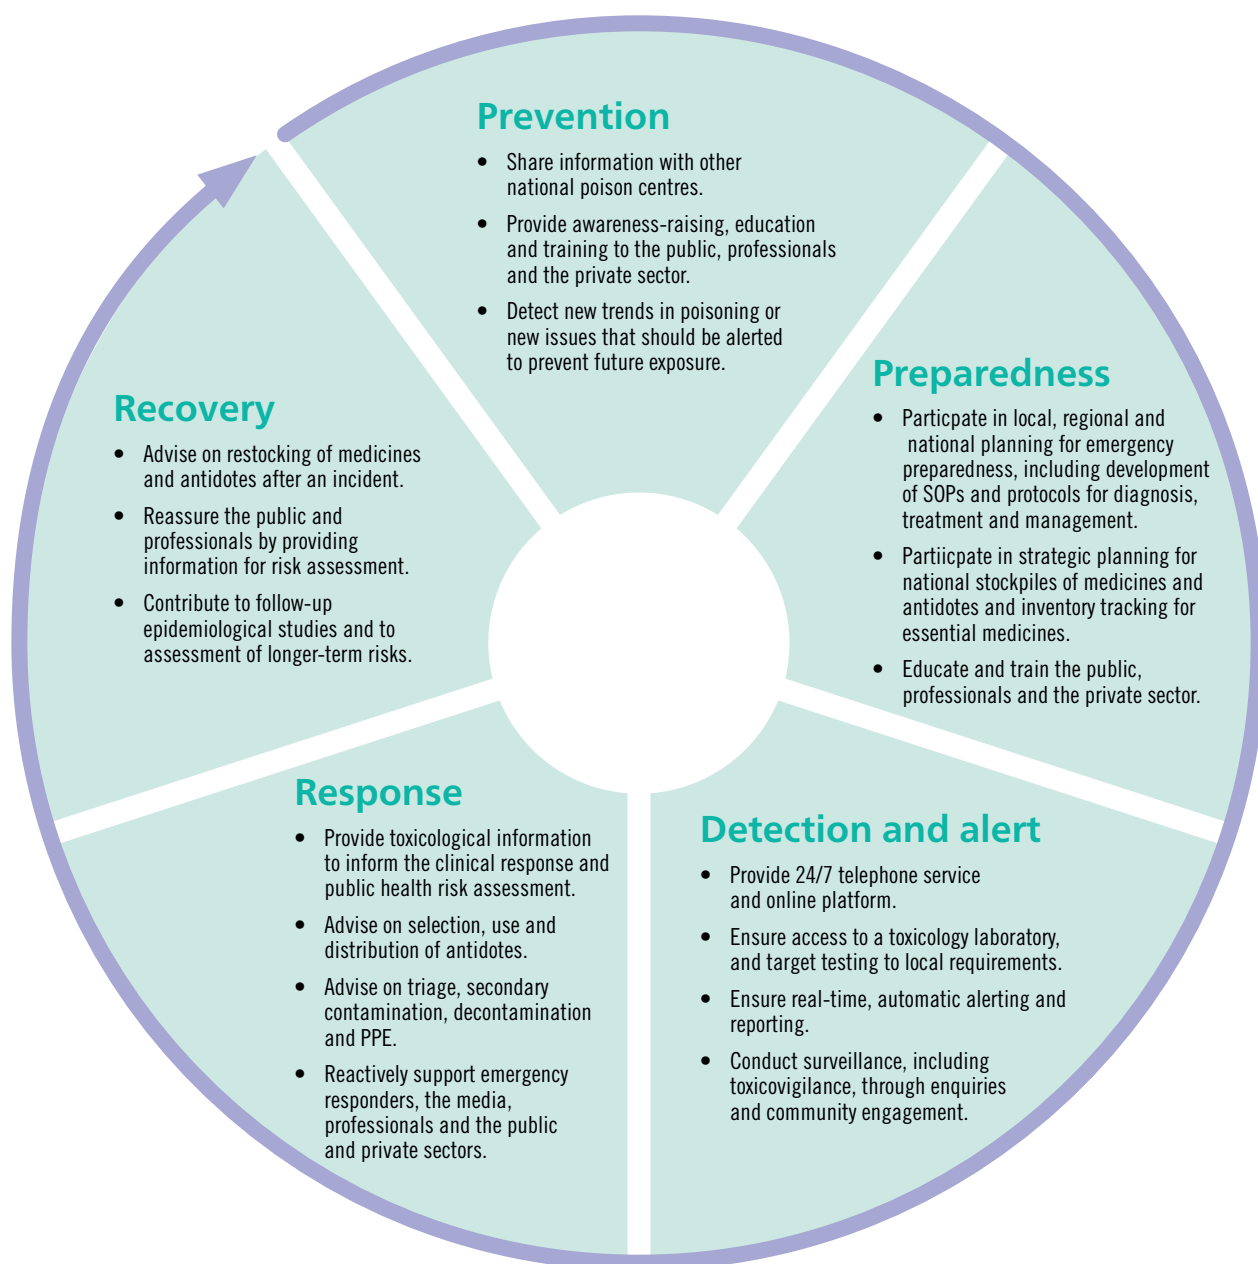 Prevention
• Share information with other
national poison centres.
• Provide awareness-raising, education
and training to the public, professionals
and the private sector.
• Detect new trends in poisoning or
new issues that should be alerted
to prevent future exposure.
Preparedness
• Particpate in local, regional and
national planning for emergency
preparedness, including development
of SOPs and protocols for diagnosis,
treatment and management.
• Partiicpate in strategic planning for
national stockpiles of medicines and
antidotes and inventory tracking for
essential medicines.
• Educate and train the public,
professionals and the private sector.
Detection and alert
• Provide 24/7 telephone service
and online platform.
• Ensure access to a toxicology laboratory,
and target testing to local requirements.
• Ensure real-time, automatic alerting and
reporting.
• Conduct surveillance, including
toxicovigilance, through enquiries
and community engagement.
Response
• Provide toxicological information
to inform the clinical response and
public health risk assessment.
• Advise on selection, use and
distribution of antidotes.
• Advise on triage, secondary
contamination, decontamination
and PPE.
• Reactively support emergency
responders, the media,
professionals and the public
and private sectors.
Recovery
• Advise on restocking of medicines
and antidotes after an incident.
• Reassure the public and
professionals by providing
information for risk assessment.
• Contribute to follow-up
epidemiological studies and to
assessment of longer-term risks.